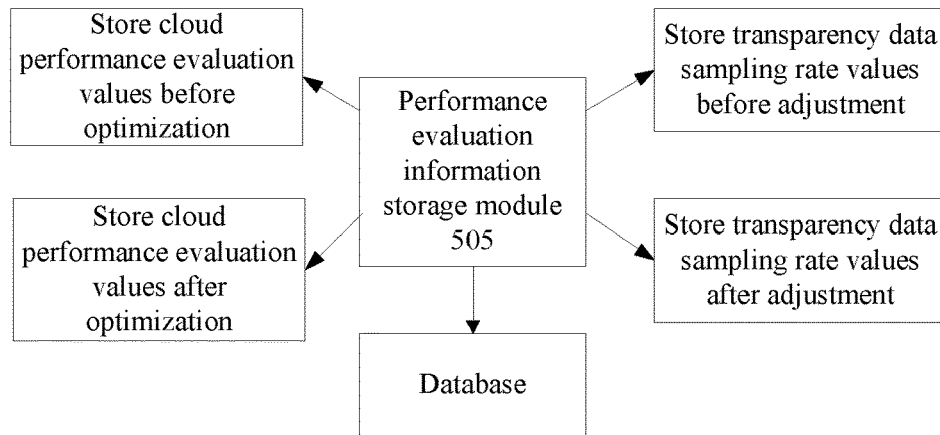 Store cloud
performance evaluation
values before
optimization
Performance
evaluation
information
storage module
505
Store transparency data
sampling rate values
before adjustment
Store cloud
performance evaluation
values after
optimization
Store transparency data
sampling rate values
after adjustment
Database